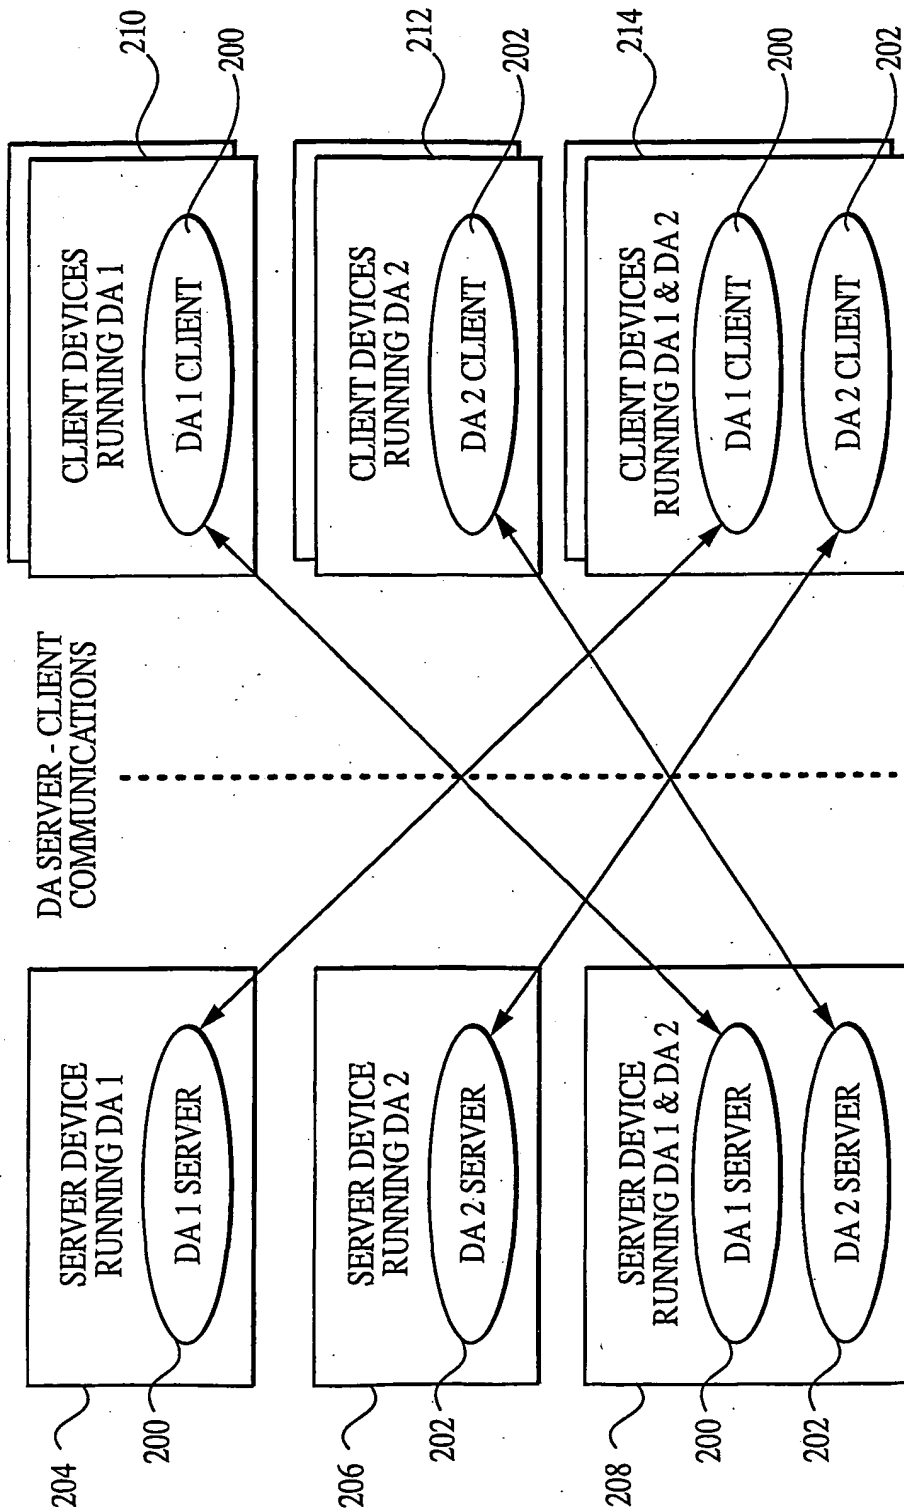 DA SERVER - CLIENT
COMMUNICATIONS
204
SERVER DEVICE
RUNNING DA 1
DA 1 SERVER
200
206
SERVER DEVICE
RUNNING DA 2
DA 2 SERVER
202
208
SERVER DEVICE
RUNNING DA 1 & DA 2
DA 1 SERVER
200
DA 2 SERVER
202
CLIENT DEVICES
RUNNING DA 1
210
DA 1 CLIENT
200
CLIENT DEVICES
RUNNING DA 2
212
DA 2 CLIENT
202
CLIENT DEVICES
RUNNING DA 1 & DA 2
214
DA 1 CLIENT
200
DA 2 CLIENT
202